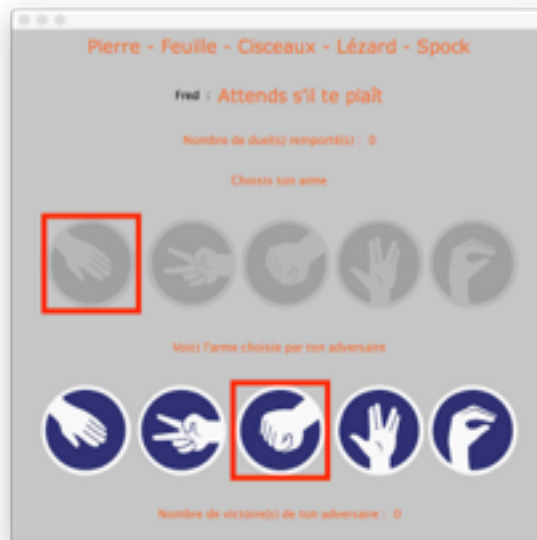 Pierre - Feuille - Cisceaux - Lézard - Spock
Fred : Attends s'il te plaît
Nombre de duel(s) remporté(s) : 0
Choisis ton arme
Voici l'arme choisie par ton adversaire
Nombre de victoire(s) de ton adversaire : 0